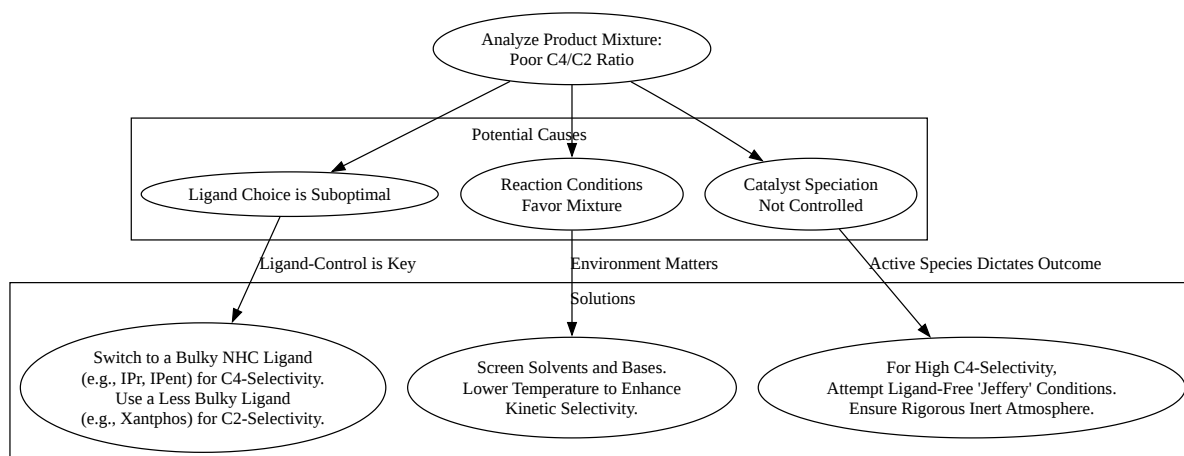 Analyze Product Mixture:
Poor C4/C2 Ratio
Potential Causes
Ligand Choice is Suboptimal
Reaction Conditions
Favor Mixture
Catalyst Speciation
Not Controlled
Ligand-Control is Key
Environment Matters
Active Species Dictates Outcome
Solutions
Switch to a Bulky NHC Ligand
(e.g., IPr, IPent) for C4-Selectivity.
Use a Less Bulky Ligand
(e.g., Xantphos) for C2-Selectivity.
Screen Solvents and Bases.
Lower Temperature to Enhance
Kinetic Selectivity.
For High C4-Selectivity,
Attempt Ligand-Free 'Jeffery' Conditions.
Ensure Rigorous Inert Atmosphere.